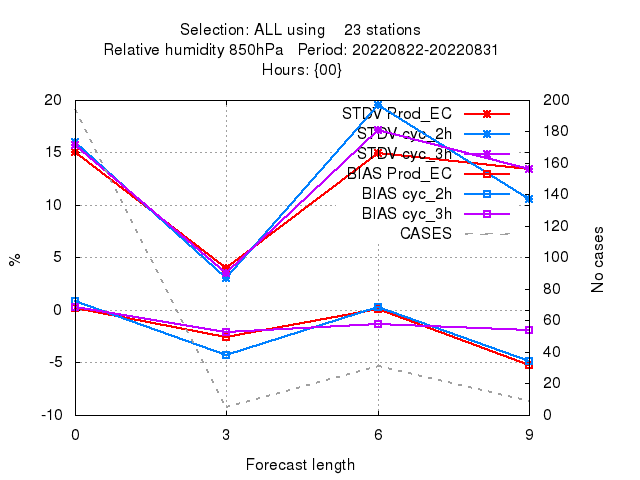 Selection: ALL using    23 stations
Relative humidity 850hPa   Period: 20220822-20220831
Hours: {00}
20
15
10
5
0
-5
-10
%
200
180
160
140
120
100
80
60
40
20
0
No cases
STDV Prod_EC
STDV cyc_2h
STDV cyc_3h
BIAS Prod_EC
BIAS cyc_2h
BIAS cyc_3h
CASES
0 3 6 9
Forecast length